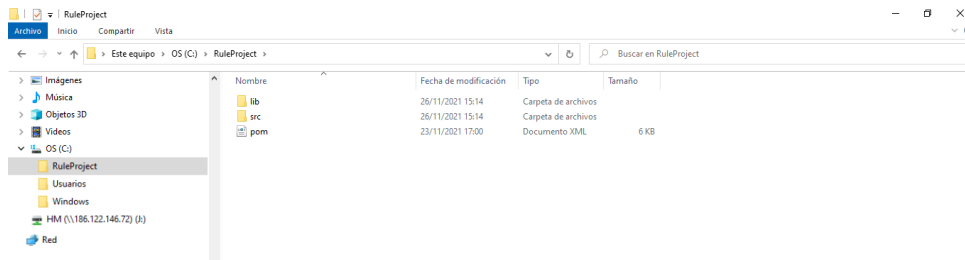 RuleProject
Archivo Inicio Compartir Vista
Este equipo > OS (C:) > RuleProject >
Buscar en RuleProject
Imágenes
Música
Objetos 3D
Videos
OS (C:)
RuleProject
Usuarios
Windows
HM (\\186.122.146.72) (J:)
Red
Nombre Fecha de modificación Tipo Tamaño
lib 26/11/2021 15:14 Carpeta de archivos
src 26/11/2021 15:14 Carpeta de archivos
pom 23/11/2021 17:00 Documento XML 6 KB